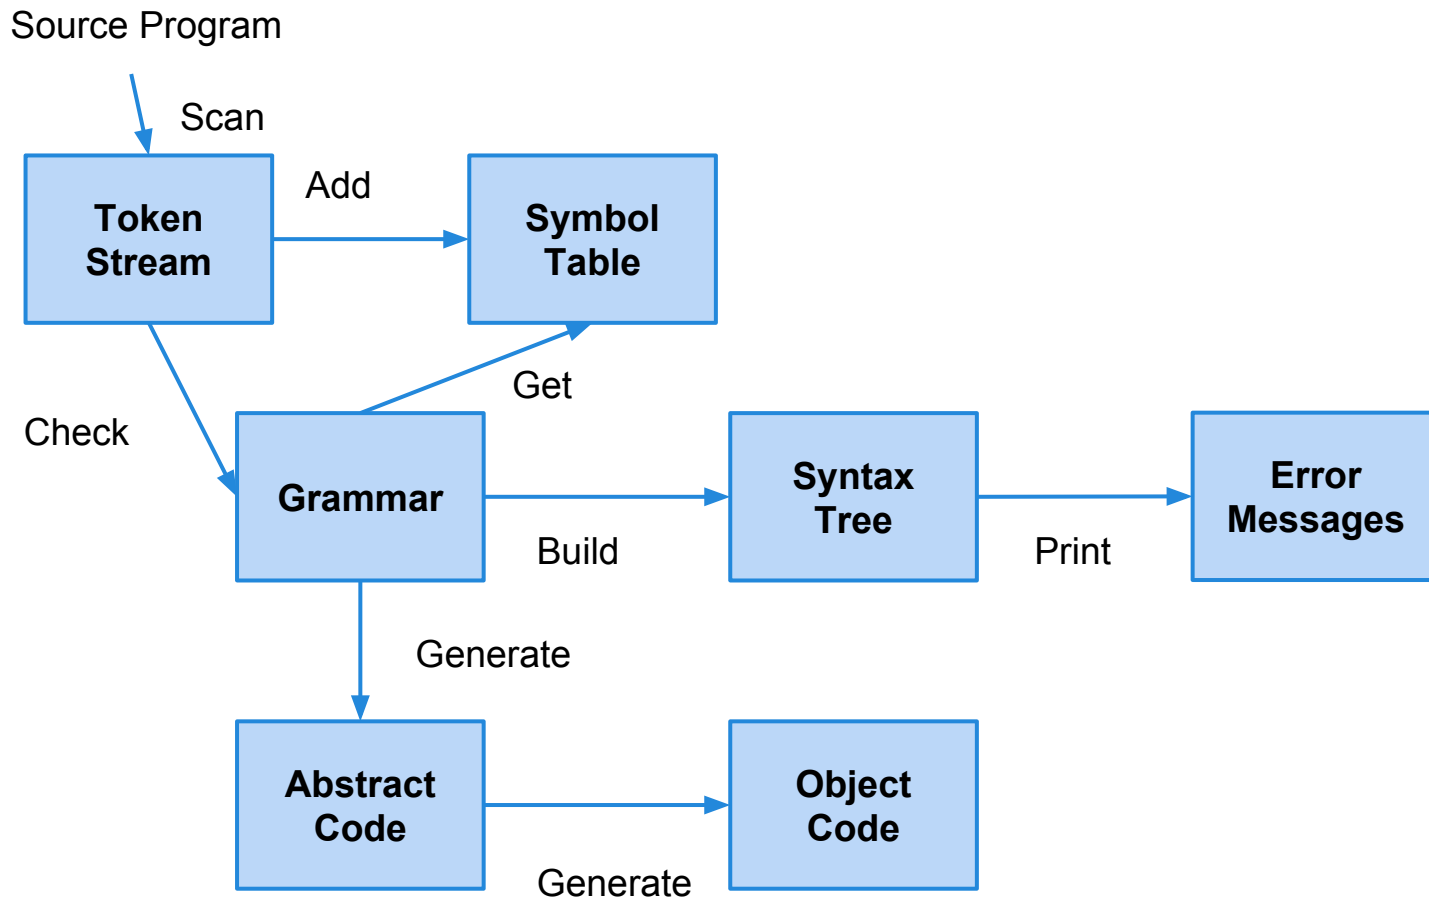 Source Program
Scan
Add
Token
Stream
Symbol
Table
Get
Check
Grammar
Syntax
Tree
Error
Messages
Build
Print
Generate
Abstract
Code
Object
Code
Generate